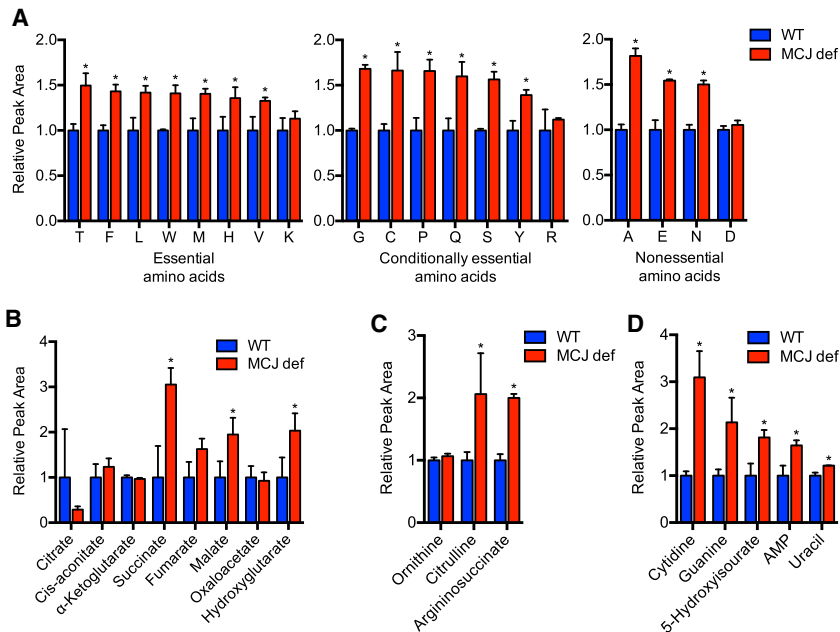 A
WT
MCJ def
Relative Peak Area
2.0
1.5
1.0
1.5
0.0
* * * * * * *
T F L W M H V K
Essential
amino acids
2.0
1.5
1.0
1.5
0.0
* * * * * *
G C P Q S Y R
Conditionally essential
amino acids
2.0
1.5
1.0
1.5
0.0
* * *
A E N D
Nonessential
amino acids
B
WT
MCJ def
Relative Peak Area
4
3
2
1
0
* * *
Citrate
Cis-aconitate
α-Ketoglutarate
Succinate
Fumarate
Malate
Oxaloacetate
Hydroxyglutarate
C
WT
MCJ def
Relative Peak Area
3
2
1
0
* *
Ornithine
Citrulline
Argininosuccinate
D
WT
MCJ def
Relative Peak Area
4
3
2
1
0
* * * * *
Cytidine
Guanine
5-Hydroxyisourate
AMP
Uracil